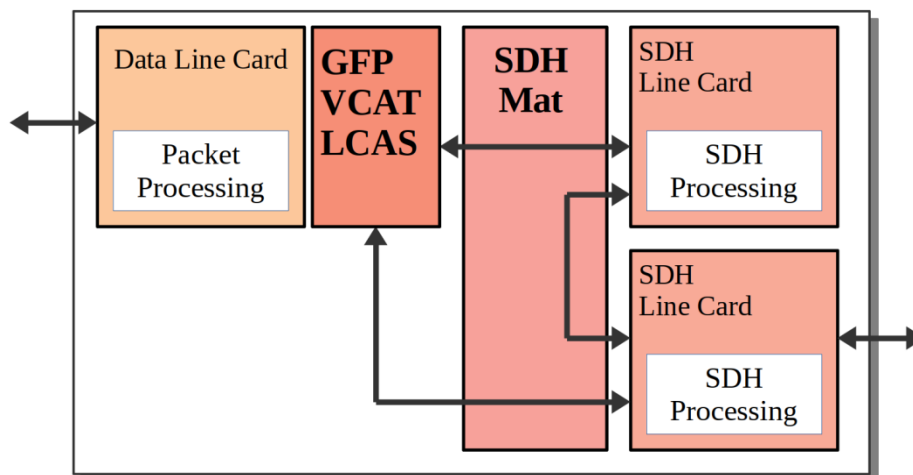 Data Line Card
Packet
Processing
GFP
VCAT
LCAS
SDH
Mat
SDH
Line Card
SDH
Processing
SDH
Line Card
SDH
Processing